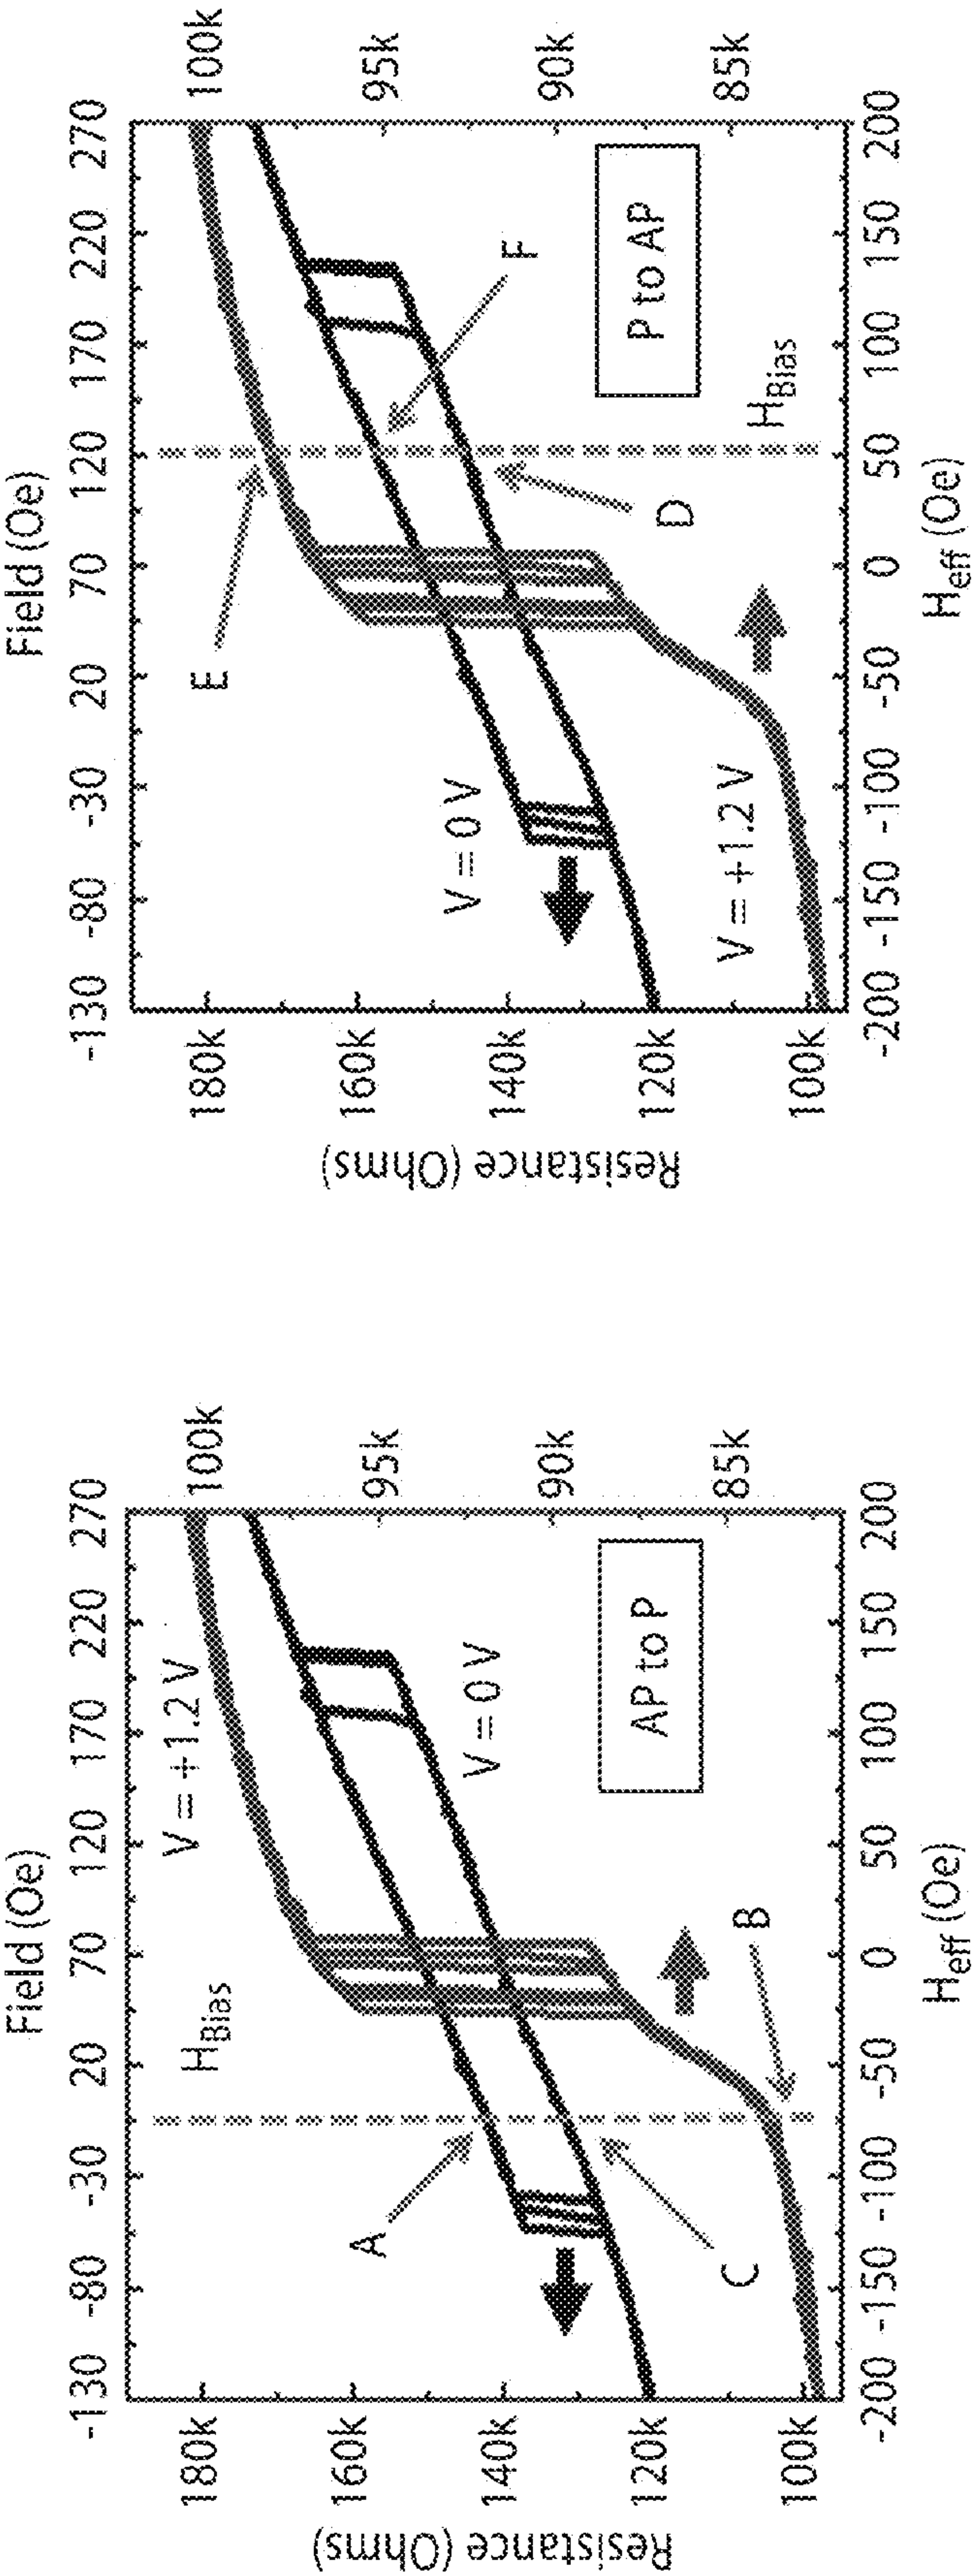 Field (Oe)
-130 -80 -30 20 70 120 170 220 270
180k
160k
140k
120k
100k
Resistance (Ohms)
100k
95k
90k
85k
H_Bias
V = +1.2 V
A
V = 0 V
C
B
AP to P
-200 -150 -100 -50 0 50 100 150 200
H_eff (Oe)
Field (Oe)
-130 -80 -30 20 70 120 170 220 270
180k
160k
140k
120k
100k
Resistance (Ohms)
100k
95k
90k
85k
E
V = 0 V
F
D
V = +1.2 V
H_Bias
P to AP
-200 -150 -100 -50 0 50 100 150 200
H_eff (Oe)